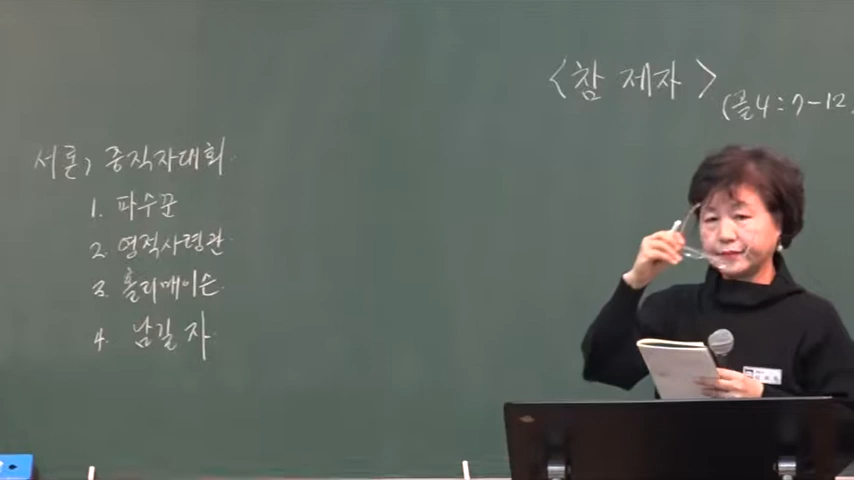 <참 제자>
(골4:7-12,
서론, 중직자대회
1. 파수꾼
2. 영적사령관
3. 홀리메이슨
4. 남길 자